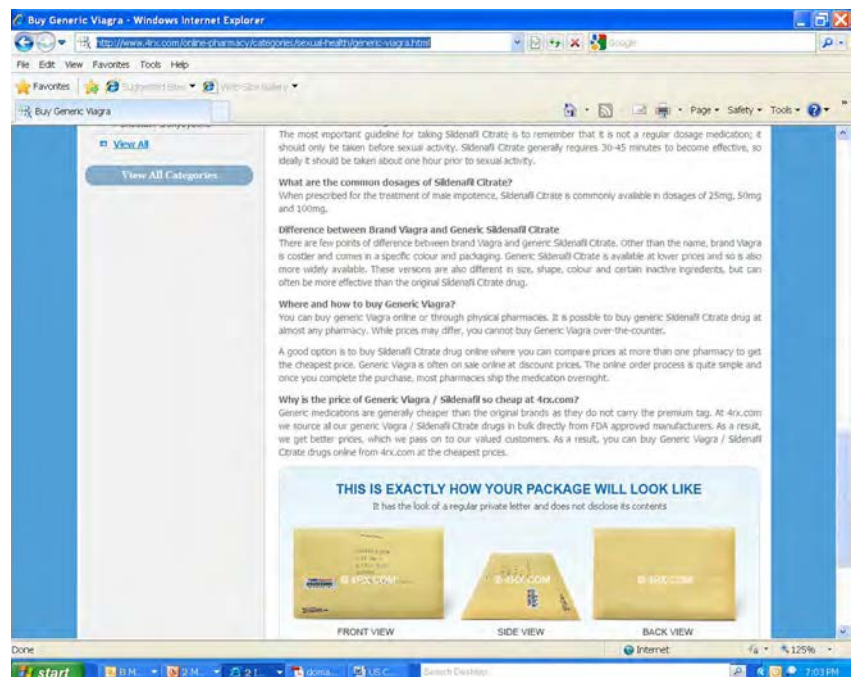 Buy Generic Viagra - Windows Internet Explorer
http://www.4rx.com/online-pharmacy/categories/sexual-health/generic-viagra.html
Google
File Edit View Favorites Tools Help
Favorites Suggested Sites Web Slice Gallery
Buy Generic Viagra
Page Safety Tools
View All
View All Categories
The most important guideline for taking Sildenafil Citrate is to remember that it is not a regular dosage medication; it
should only be taken before sexual activity. Sildenafil Citrate generally requires 30-45 minutes to become effective, so
ideally it should be taken about one hour prior to sexual activity.
What are the common dosages of Sildenafil Citrate?
When prescribed for the treatment of male impotence, Sildenafil Citrate is commonly available in dosages of 25mg, 50mg
and 100mg.
Difference between Brand Viagra and Generic Sildenafil Citrate
There are few points of difference between brand Viagra and generic Sildenafil Citrate. Other than the name, brand Viagra
is costlier and comes in a specific colour and packaging. Generic Sildenafil Citrate is available at lower prices and so is also
more widely available. These versions are also different in size, shape, colour and certain inactive ingredients, but can
often be more effective than the original Sildenafil Citrate drug.
Where and how to buy Generic Viagra?
You can buy generic Viagra online or through physical pharmacies. It is possible to buy generic Sildenafil Citrate drug at
almost any pharmacy. While prices may differ, you cannot buy Generic Viagra over-the-counter.
A good option is to buy Sildenafil Citrate drug online where you can compare prices at more than one pharmacy to get
the cheapest price. Generic Viagra is often on sale online at discount prices. The online order process is quite simple and
once you complete the purchase, most pharmacies ship the medication overnight.
Why is the price of Generic Viagra / Sildenafil so cheap at 4rx.com?
Generic medications are generally cheaper than the original brands as they do not carry the premium tag. At 4rx.com
we source all our generic Viagra / Sildenafil Citrate drugs in bulk directly from FDA approved manufacturers. As a result,
we get better prices, which we pass on to our valued customers. As a result, you can buy Generic Viagra / Sildenafil
Citrate drugs online from 4rx.com at the cheapest prices.
THIS IS EXACTLY HOW YOUR PACKAGE WILL LOOK LIKE
It has the look of a regular private letter and does not disclose its contents
© 4RX.COM © 4RX.COM © 4RX.COM
FRONT VIEW SIDE VIEW BACK VIEW
Done Internet 125%
start Search Desktop 7:03 PM